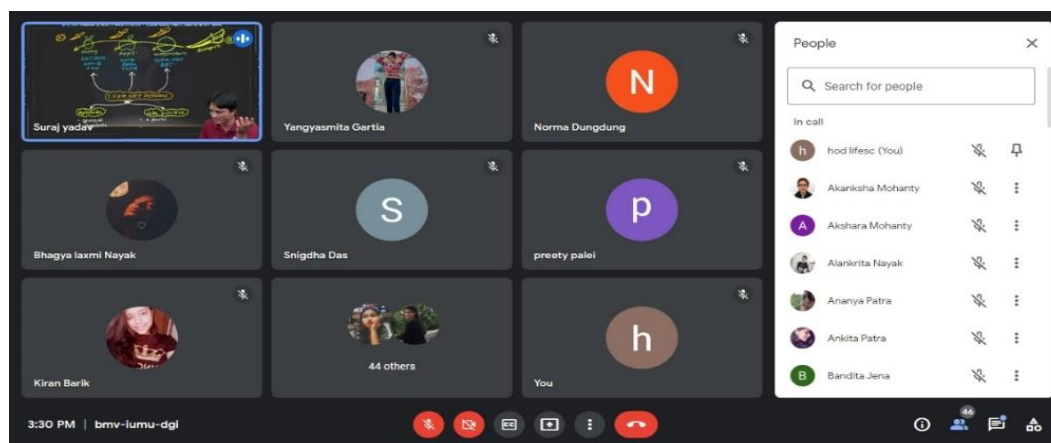 Suraj yadav
Yangyasmita Gartia
N
Norma Dungdung
Bhagya laxmi Nayak
S
Snigdha Das
p
preety palei
Kiran Barik
44 others
h
You
3:30 PM | bmv-iumu-dgi
People
Search for people
In call
h hod lifesc (You)
Akanksha Mohanty
A Akshara Mohanty
Alankrita Nayak
Ananya Patra
Ankita Patra
B Bandita Jena
46